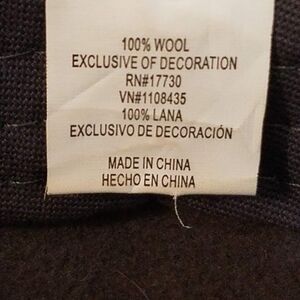 100% WOOL
EXCLUSIVE OF DECORATION
RN#17730
VN#1108435
100% LANA
EXCLUSIVO DE DECORACIÓN
MADE IN CHINA
HECHO EN CHINA